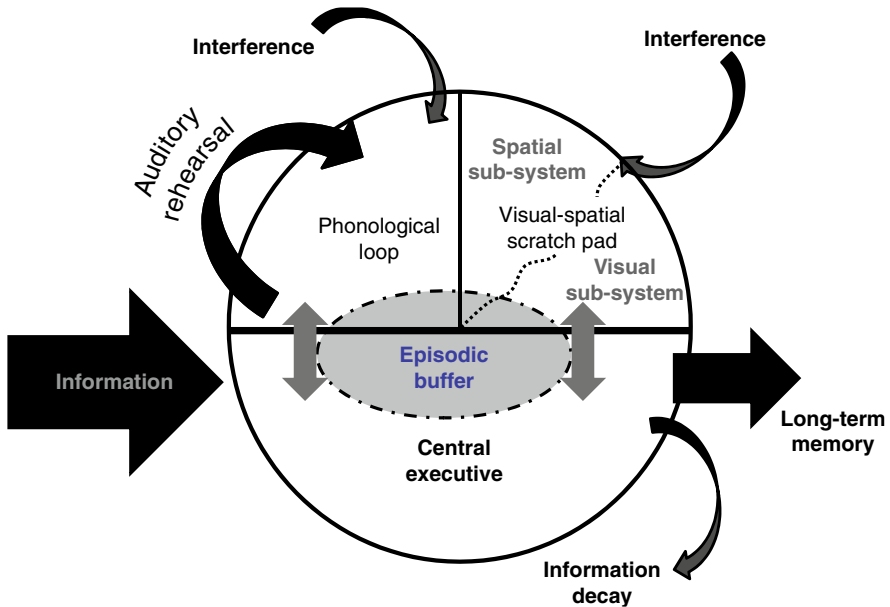 Interference
Interference
Auditory
rehearsal
Spatial
sub-system
Visual-spatial
scratch pad
Phonological
loop
Visual
sub-system
Information
Episodic
buffer
Long-term
memory
Central
executive
Information
decay